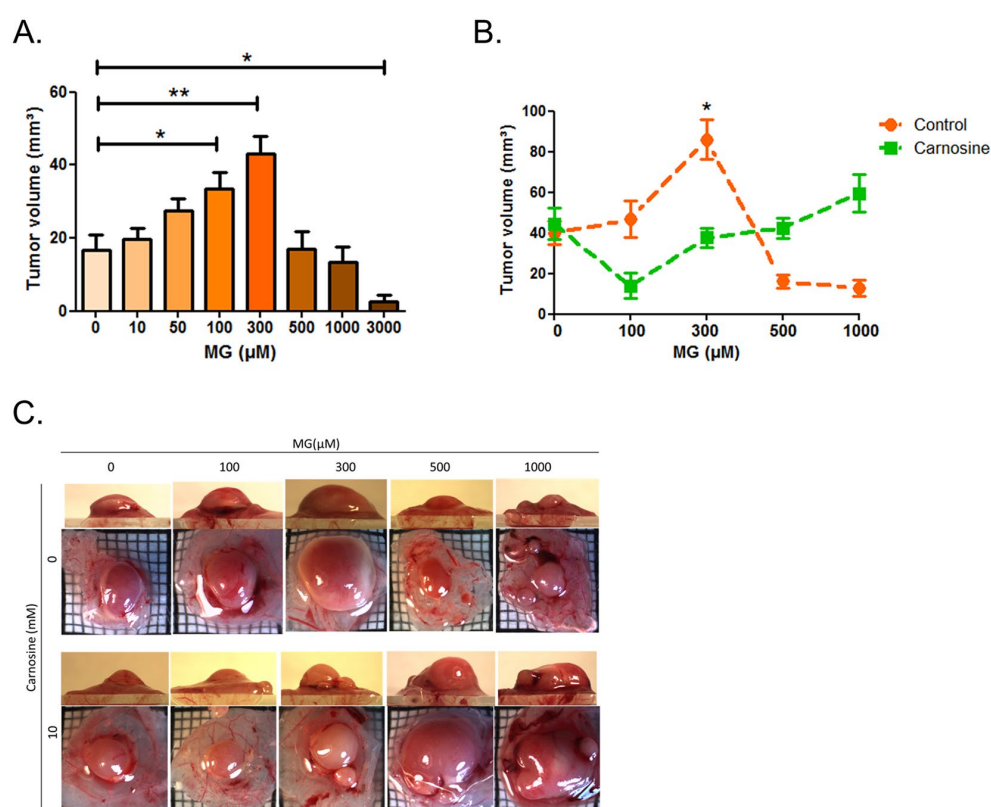 A.
*
**
*
Tumor volume (mm³)
60
40
20
0
0 10 50 100 300 500 1000 3000
MG (µM)
B.
*
Tumor volume (mm³)
100
80
60
40
20
0
0 100 300 500 1000
MG (µM)
Control
Carnosine
C.
MG(µM)
0 100 300 500 1000
Carnosine (mM)
0
10